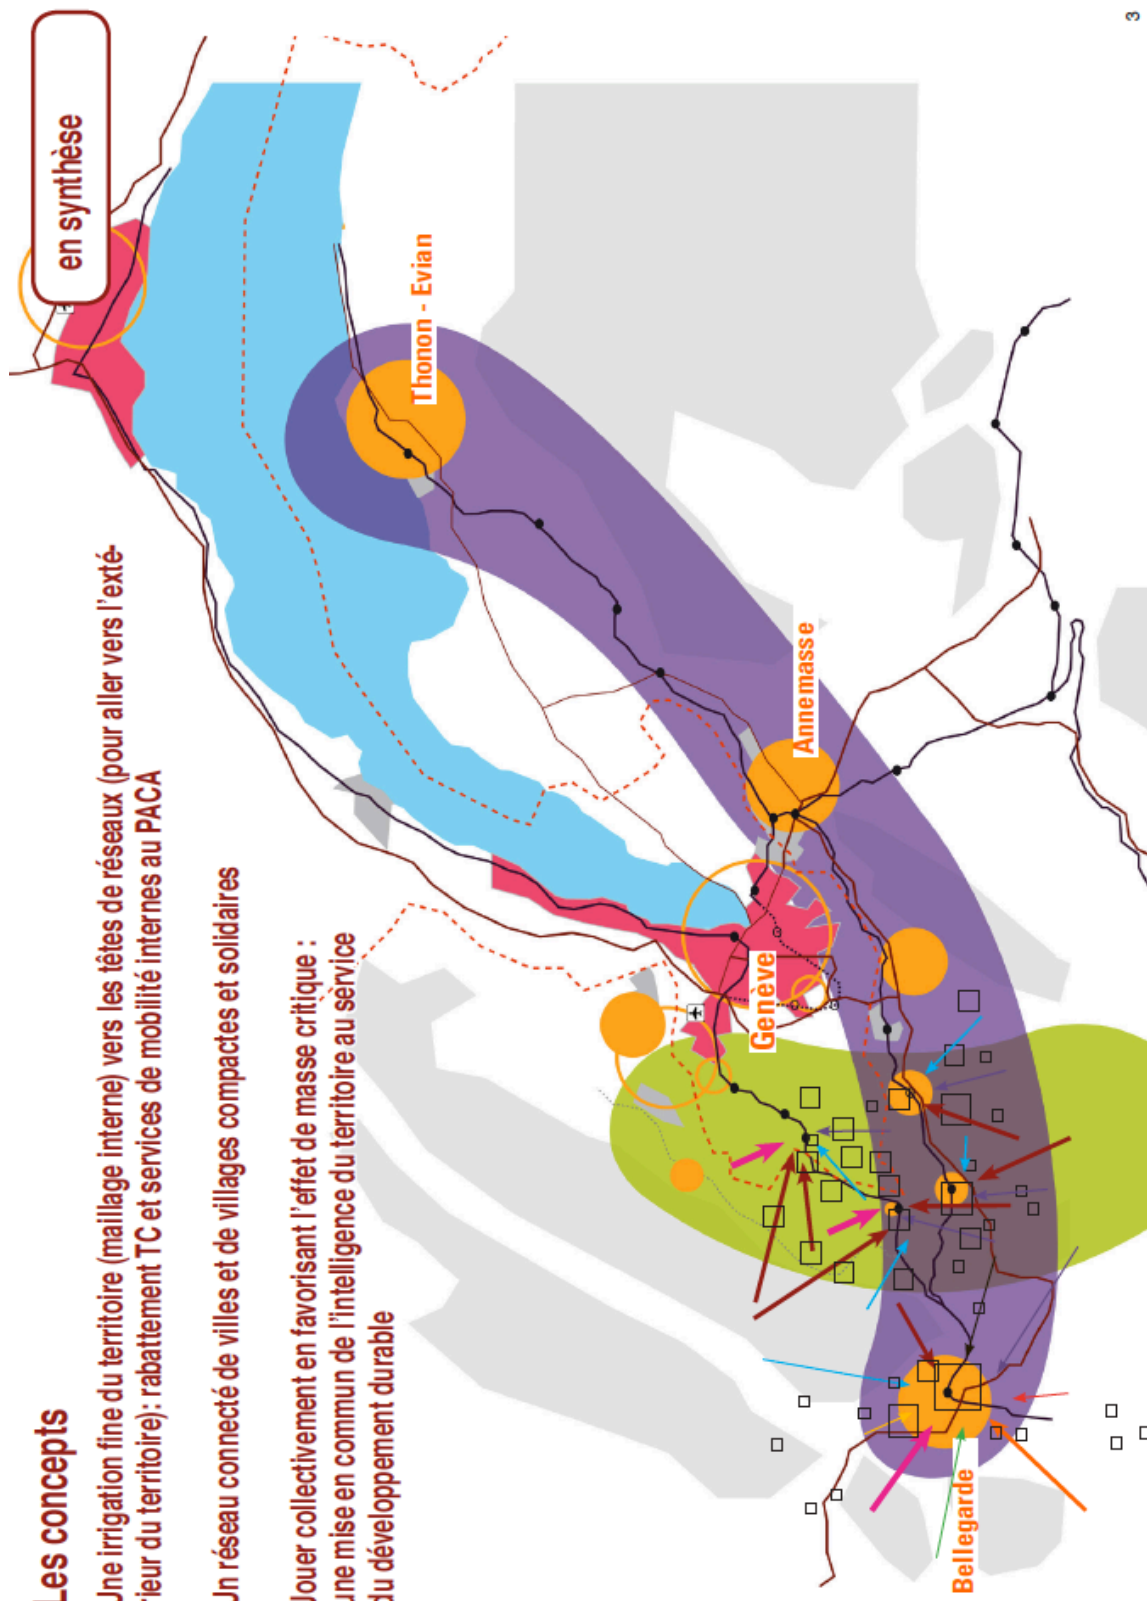 en synthèse
Les concepts
Une irrigation fine du territoire (maillage interne) vers les têtes de réseaux (pour aller vers l'exté-
rieur du territoire): rabattement TC et services de mobilité internes au PACA
Un réseau connecté de villes et de villages compactes et solidaires
Jouer collectivement en favorisant l'effet de masse critique :
une mise en commun de l'intelligence du territoire au service
du développement durable
Thonon - Evian
Annemasse
Genève
Bellegarde
3